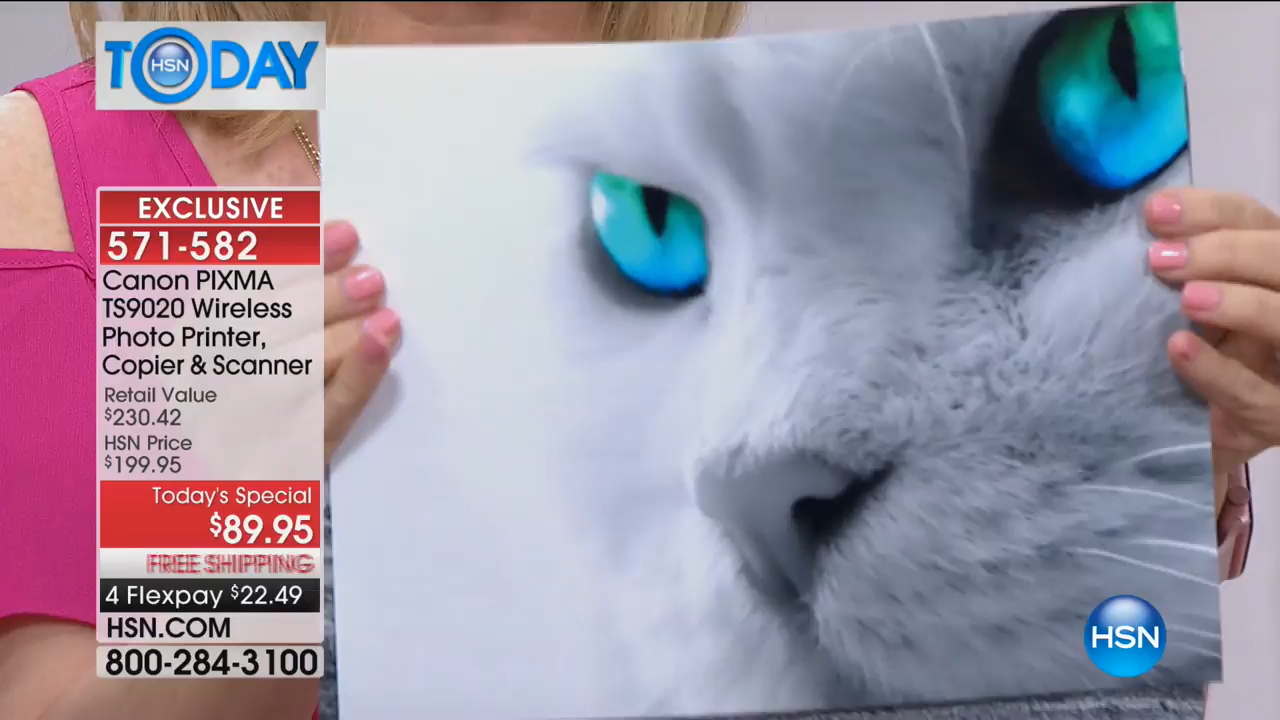 TODAY
HSN
EXCLUSIVE
571-582
Canon PIXMA
TS9020 Wireless
Photo Printer,
Copier & Scanner
Retail Value
$230.42
HSN Price
$199.95
Today's Special
$89.95
FREE SHIPPING
4 Flexpay $22.49
HSN.COM
800-284-3100
HSN